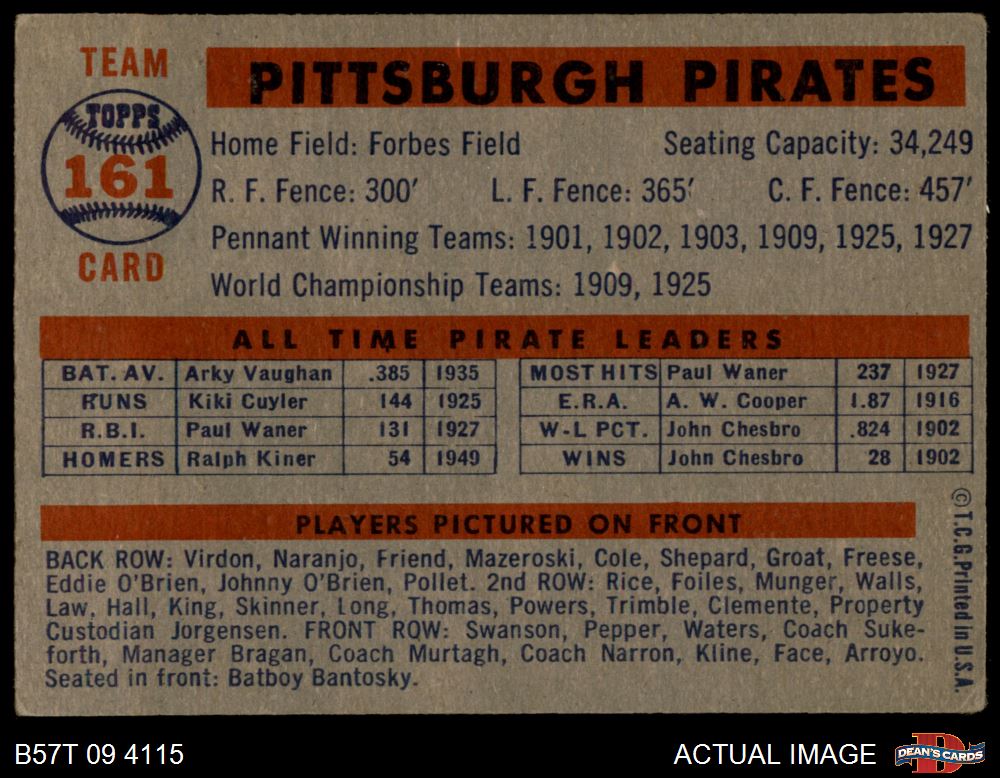 TEAM
TOPPS
161
CARD
PITTSBURGH PIRATES
Home Field: Forbes Field Seating Capacity: 34,249
R. F. Fence: 300′ L. F. Fence: 365′ C. F. Fence: 457′
Pennant Winning Teams: 1901, 1902, 1903, 1909, 1925, 1927
World Championship Teams: 1909, 1925
ALL TIME PIRATE LEADERS
BAT. AV. Arky Vaughan .385 1935 MOST HITS Paul Waner 237 1927
RUNS Kiki Cuyler 144 1925 E.R.A. A. W. Cooper 1.87 1916
R.B.I. Paul Waner 131 1927 W-L PCT. John Chesbro .824 1902
HOMERS Ralph Kiner 54 1949 WINS John Chesbro 28 1902
PLAYERS PICTURED ON FRONT
BACK ROW: Virdon, Naranjo, Friend, Mazeroski, Cole, Shepard, Groat, Freese,
Eddie O'Brien, Johnny O'Brien, Pollet. 2nd ROW: Rice, Foiles, Munger, Walls,
Law, Hall, King, Skinner, Long, Thomas, Powers, Trimble, Clemente, Property
Custodian Jorgensen. FRONT ROW: Swanson, Pepper, Waters, Coach Suke-
forth, Manager Bragan, Coach Murtagh, Coach Narron, Kline, Face, Arroyo.
Seated in front: Batboy Bantosky.
© T.C.G. Printed in U.S.A.
B57T 09 4115 ACTUAL IMAGE
DEAN'S CARDS